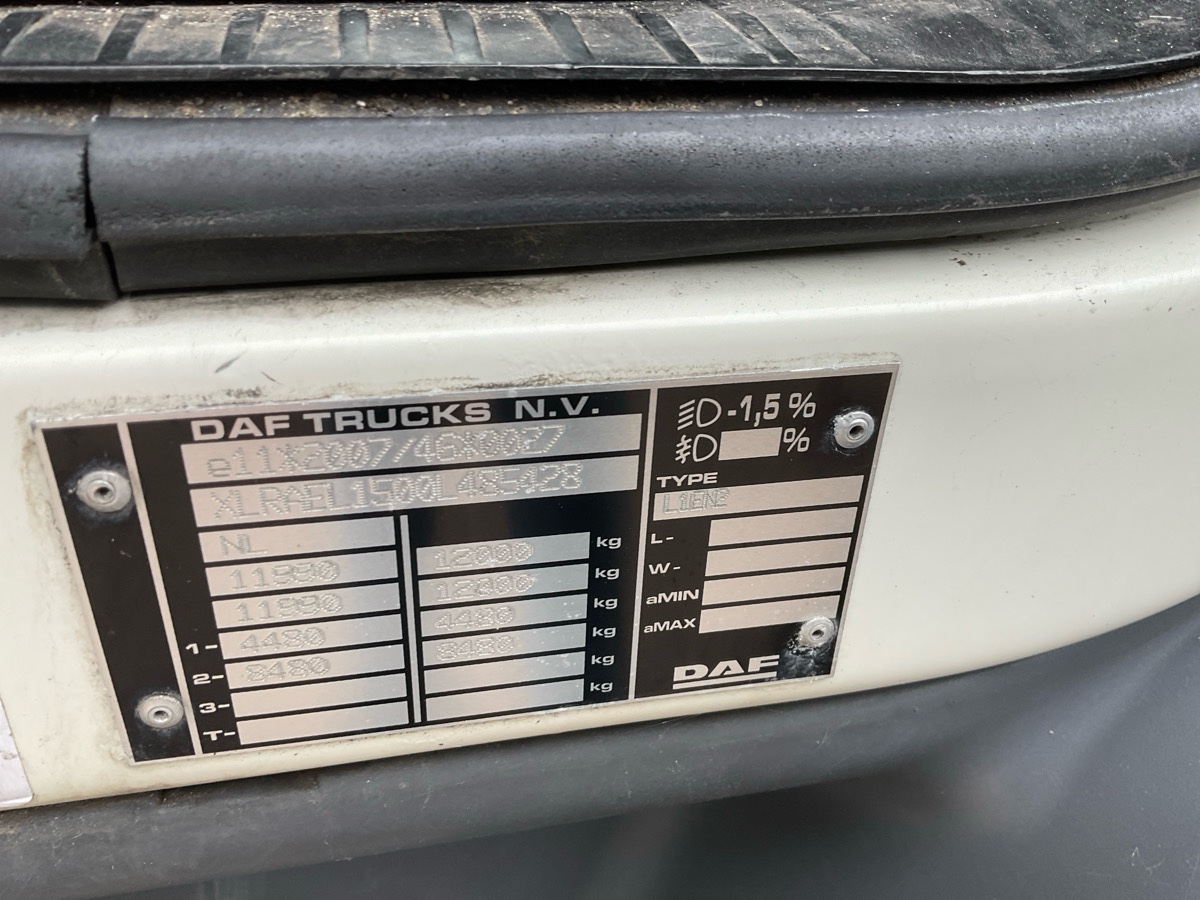 DAF TRUCKS N.V.
e11*2007/46*0027
XLRAEL1500L485428
NL
11990 12000 kg
11990 12000 kg
1- 4480 4480 kg
2- 8480 8480 kg
3- kg
T- kg
-1,5%
%
TYPE
L1EN2
L-
W-
aMIN
aMAX
DAF